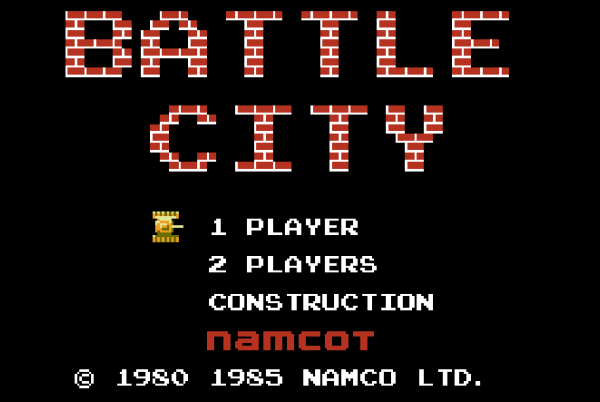 BATTLE
CITY
1 PLAYER
2 PLAYERS
CONSTRUCTION
namcoT
© 1980 1985 NAMCO LTD.